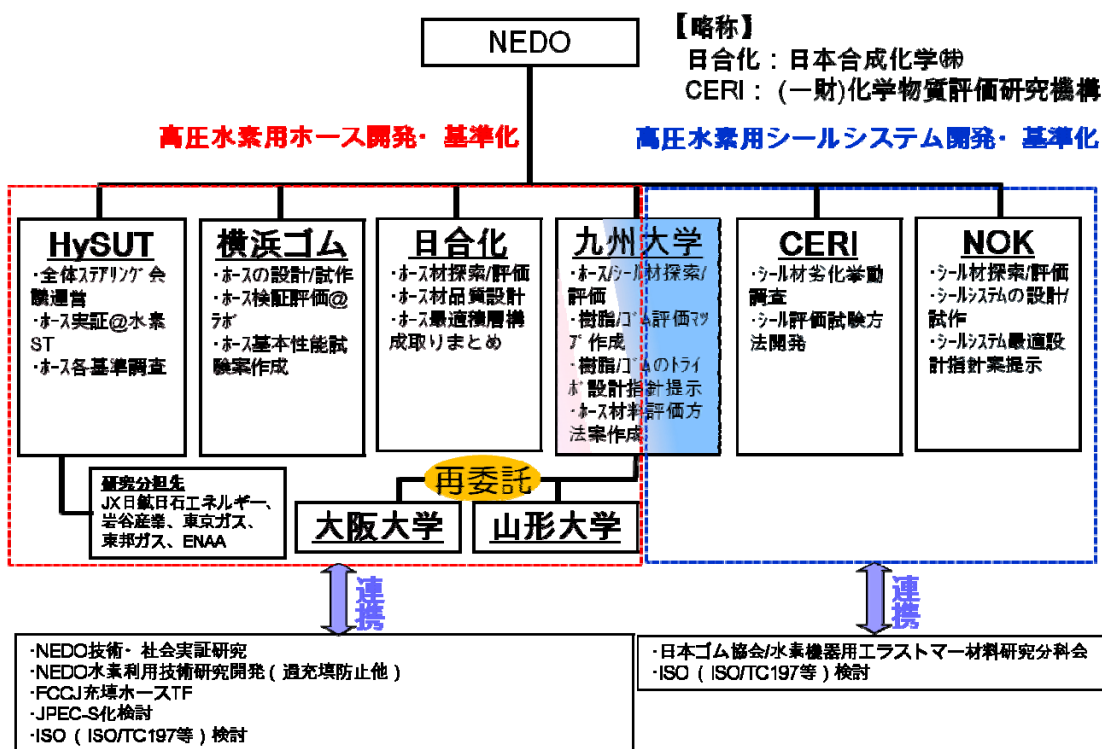 NEDO
【略称】
日合化：日本合成化学㈱
CERI：(一財)化学物質評価研究機構
高圧水素用ホース開発・基準化
高圧水素用シールシステム開発・基準化
HySUT
・全体ｽﾃｱﾘﾝｸﾞ会
議運営
・ﾎｰｽ実証@水素
ST
・ﾎｰｽ各基準調査
横浜ゴム
・ﾎｰｽの設計/試作
・ﾎｰｽ検証評価@
ﾗﾎﾞ
・ﾎｰｽ基本性能試
験案作成
日合化
・ﾎｰｽ材探索/評価
・ﾎｰｽ材品質設計
・ﾎｰｽ最適積層構
成取りまとめ
九州大学
・ﾎｰｽ/ｼｰﾙ材探索/
評価
・樹脂/ｺﾞﾑ評価ﾏｯ
ﾌﾟ作成
・樹脂/ｺﾞﾑのﾄﾗｲ
ﾎﾞ設計指針提示
・ﾎｰｽ材料評価方
法案作成
CERI
・ｼｰﾙ材劣化挙動
調査
・ｼｰﾙ評価試験方
法開発
NOK
・ｼｰﾙ材探索/評価
・ｼｰﾙｼｽﾃﾑの設計/
試作
・ｼｰﾙｼｽﾃﾑ最適設
計指針案提示
研究分担先
JX日鉱日石エネルギー、
岩谷産業、東京ガス、
東邦ガス、ENAA
再委託
大阪大学
山形大学
連携
連携
・NEDO技術・社会実証研究
・NEDO水素利用技術研究開発(過充填防止他)
・FCCJ充填ホースTF
・JPEC-S化検討
・ISO（ISO/TC197等）検討
・日本ゴム協会/水素機器用エラストマー材料研究分科会
・ISO（ISO/TC197等）検討